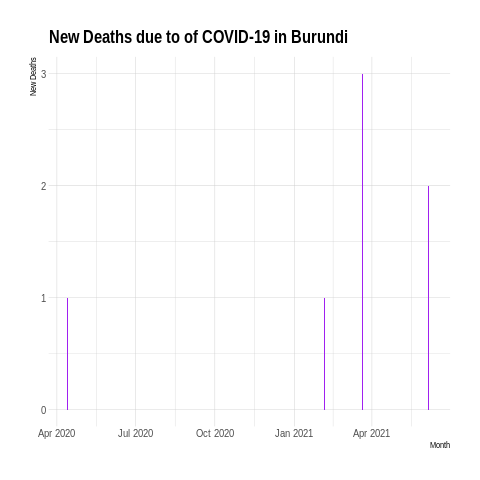 New Deaths due to of COVID-19 in Burundi
New Deaths
3
2
1
0
Apr 2020 Jul 2020 Oct 2020 Jan 2021 Apr 2021
Month